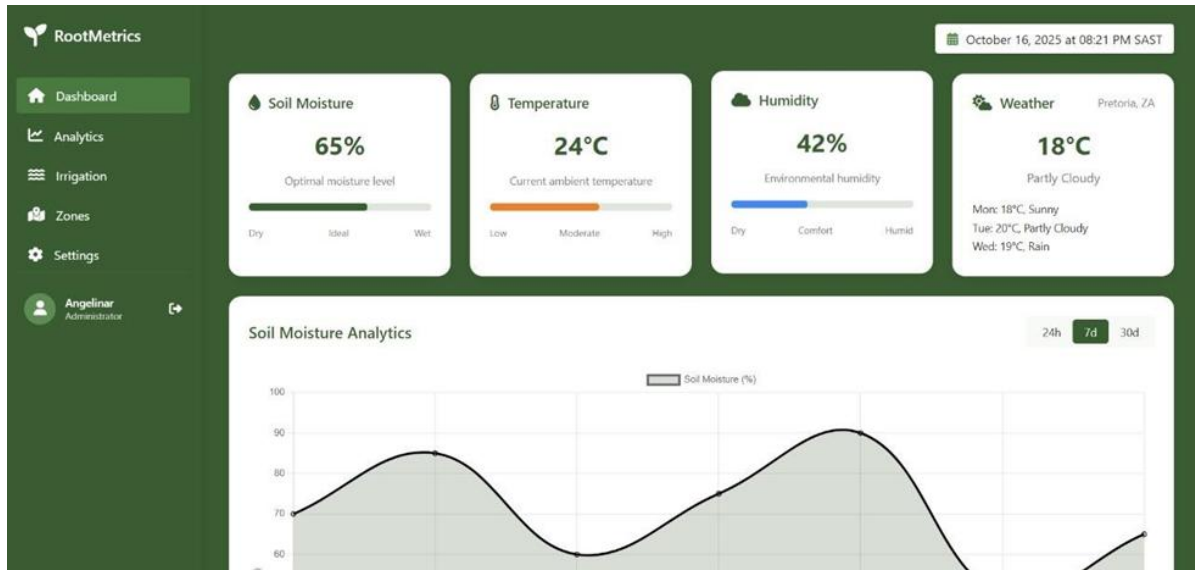 RootMetrics
October 16, 2025 at 08:21 PM SAST
Dashboard
Analytics
Irrigation
Zones
Settings
Angelinar
Administrator
Soil Moisture
65%
Optimal moisture level
Dry Ideal Wet
Temperature
24°C
Current ambient temperature
Low Moderate High
Humidity
42%
Environmental humidity
Dry Comfort Humid
Weather Pretoria, ZA
18°C
Partly Cloudy
Mon: 18°C, Sunny
Tue: 20°C, Partly Cloudy
Wed: 19°C, Rain
Soil Moisture Analytics
24h 7d 30d
Soil Moisture (%)
100
90
80
70
60